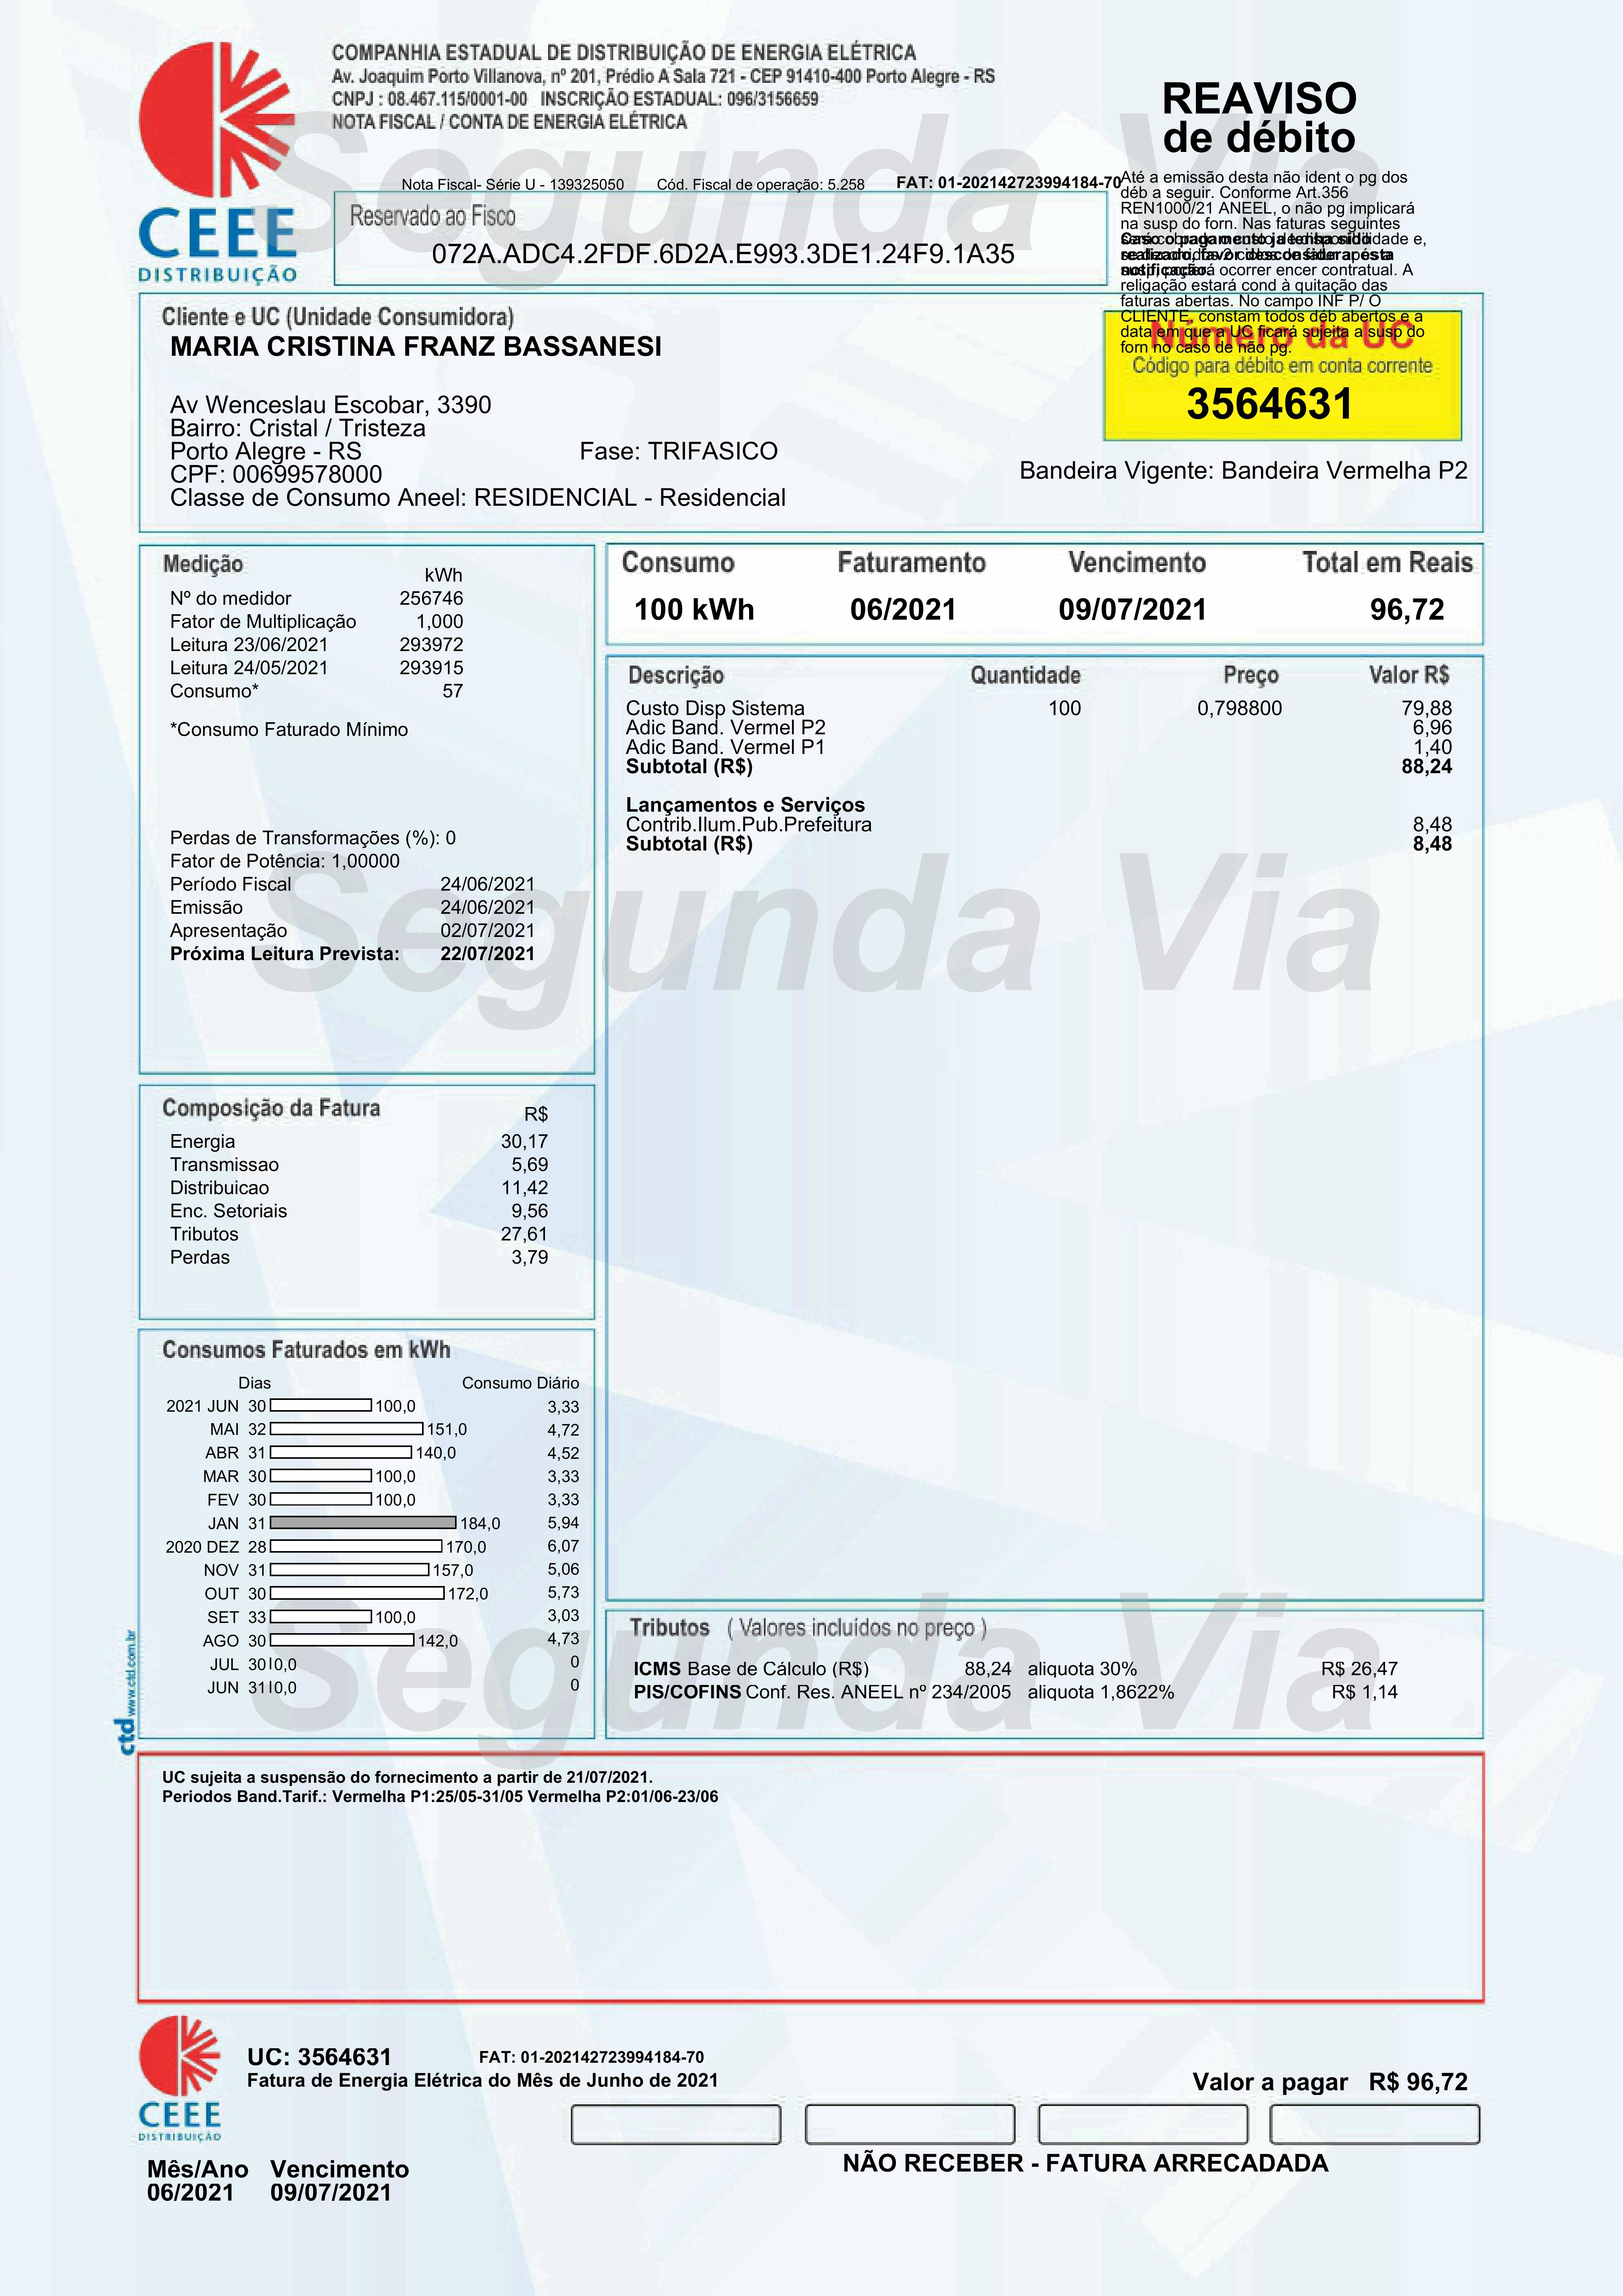 COMPANHIA ESTADUAL DE DISTRIBUIÇÃO DE ENERGIA ELÉTRICA
Av. Joaquim Porto Villanova, nº 201, Prédio A Sala 721 - CEP 91410-400 Porto Alegre - RS
CNPJ : 08.467.115/0001-00 INSCRIÇÃO ESTADUAL: 096/3156659
NOTA FISCAL / CONTA DE ENERGIA ELÉTRICA
CEEE
DISTRIBUIÇÃO
REAVISO
de débito
Segunda Via
Nota Fiscal- Série U - 139325050 Cód. Fiscal de operação: 5.258 FAT: 01-202142723994184-70
Reservado ao Fisco
072A.ADC4.2FDF.6D2A.E993.3DE1.24F9.1A35
Até a emissão desta não ident o pg dos
déb a seguir. Conforme Art.356
REN1000/21 ANEEL, o não pg implicará
na susp do forn. Nas faturas seguintes
Caso o pagamento ja tenha sido
realizado, favor desconsiderar esta
notificação.
ocorrer encer contratual. A
religação estará cond à quitação das
faturas abertas. No campo INF P/ O
CLIENTE, constam todos déb abertos e a
data em que a UC ficará sujeita a susp do
forn no caso de não pg.
Número da UC
Código para débito em conta corrente
3564631
Cliente e UC (Unidade Consumidora)
MARIA CRISTINA FRANZ BASSANESI
Av Wenceslau Escobar, 3390
Bairro: Cristal / Tristeza
Porto Alegre - RS Fase: TRIFASICO
CPF: 00699578000
Classe de Consumo Aneel: RESIDENCIAL - Residencial
Bandeira Vigente: Bandeira Vermelha P2
Medição
kWh
Nº do medidor 256746
Fator de Multiplicação 1,000
Leitura 23/06/2021 293972
Leitura 24/05/2021 293915
Consumo* 57
*Consumo Faturado Mínimo
Perdas de Transformações (%): 0
Fator de Potência: 1,00000
Período Fiscal 24/06/2021
Emissão 24/06/2021
Apresentação 02/07/2021
Próxima Leitura Prevista: 22/07/2021
Consumo Faturamento Vencimento Total em Reais
100 kWh 06/2021 09/07/2021 96,72
Descrição Quantidade Preço Valor R$
Custo Disp Sistema 100 0,798800 79,88
Adic Band. Vermel P2 6,96
Adic Band. Vermel P1 1,40
Subtotal (R$) 88,24
Lançamentos e Serviços
Contrib.Ilum.Pub.Prefeitura 8,48
Subtotal (R$) 8,48
Segunda Via
Composição da Fatura R$
Energia 30,17
Transmissao 5,69
Distribuicao 11,42
Enc. Setoriais 9,56
Tributos 27,61
Perdas 3,79
Consumos Faturados em kWh
Dias Consumo Diário
2021 JUN 30 100,0 3,33
MAI 32 151,0 4,72
ABR 31 140,0 4,52
MAR 30 100,0 3,33
FEV 30 100,0 3,33
JAN 31 184,0 5,94
2020 DEZ 28 170,0 6,07
NOV 31 157,0 5,06
OUT 30 172,0 5,73
SET 33 100,0 3,03
AGO 30 142,0 4,73
JUL 30 0,0 0
JUN 31 0,0 0
ctd www.ctd.com.br
Segunda Via
Tributos ( Valores incluídos no preço )
ICMS Base de Cálculo (R$) 88,24 aliquota 30% R$ 26,47
PIS/COFINS Conf. Res. ANEEL nº 234/2005 aliquota 1,8622% R$ 1,14
UC sujeita a suspensão do fornecimento a partir de 21/07/2021.
Periodos Band.Tarif.: Vermelha P1:25/05-31/05 Vermelha P2:01/06-23/06
CEEE
DISTRIBUIÇÃO
UC: 3564631 FAT: 01-202142723994184-70
Fatura de Energia Elétrica do Mês de Junho de 2021
Valor a pagar R$ 96,72
NÃO RECEBER - FATURA ARRECADADA
Mês/Ano Vencimento
06/2021 09/07/2021